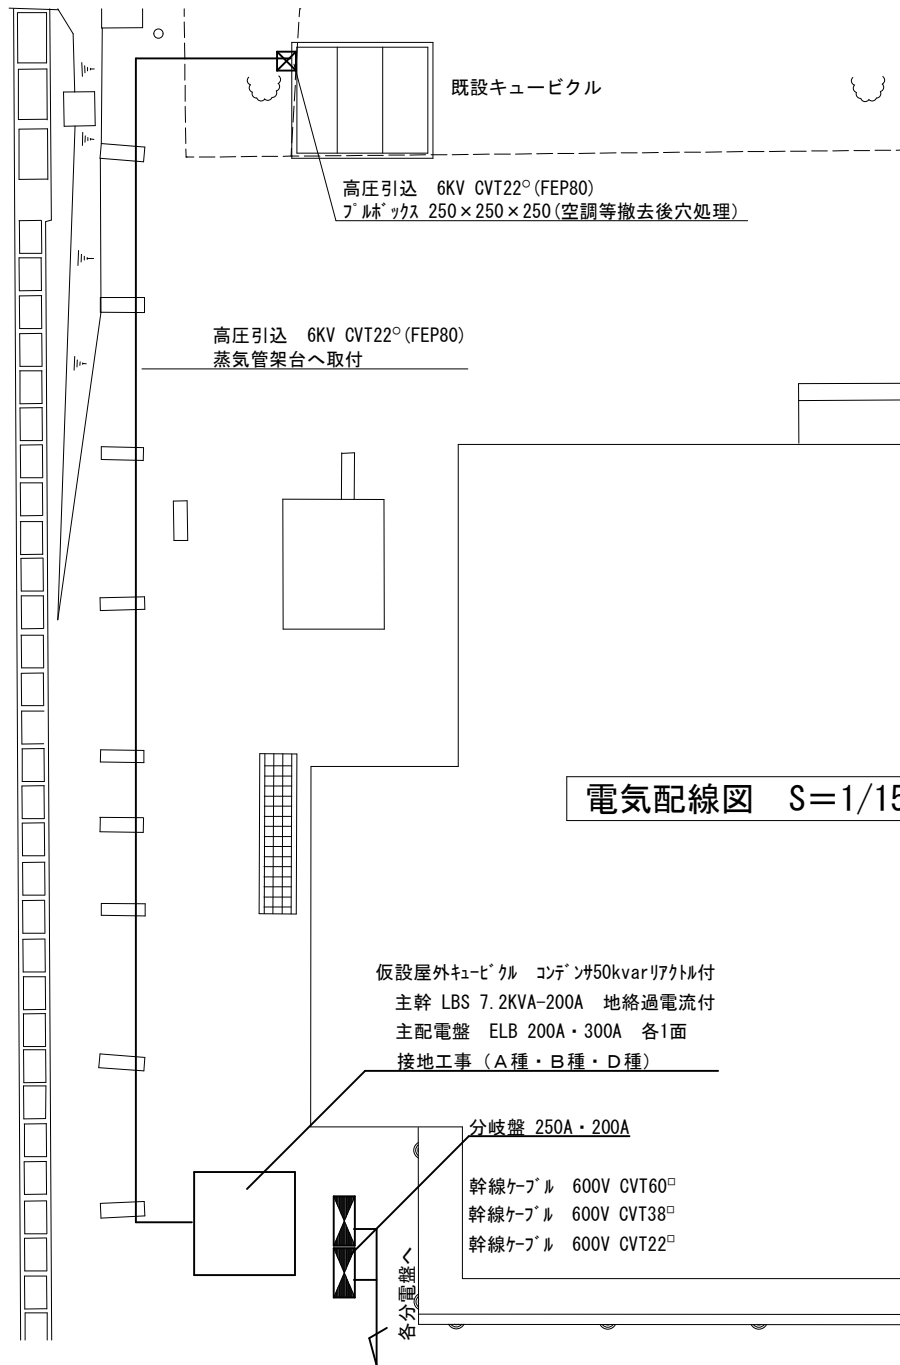 既設キュービクル
高圧引込　6KV CVT22○(FEP80)
ﾌﾟﾙﾎﾞｯｸｽ 250×250×250(空調等撤去後穴処理)
高圧引込　6KV CVT22○(FEP80)
蒸気管架台へ取付
電気配線図　S＝1/15
仮設屋外ｷｭｰﾋﾞｸﾙ　ｺﾝﾃﾞﾝｻ50kvarﾘｱｸﾄﾙ付
主幹 LBS 7.2KVA-200A　地絡過電流付
主配電盤　ELB 200A・300A　各1面
接地工事（Ａ種・Ｂ種・Ｄ種）
分岐盤 250A・200A
幹線ｹｰﾌﾞﾙ　600V CVT60□
幹線ｹｰﾌﾞﾙ　600V CVT38□
幹線ｹｰﾌﾞﾙ　600V CVT22□
各分電盤へ